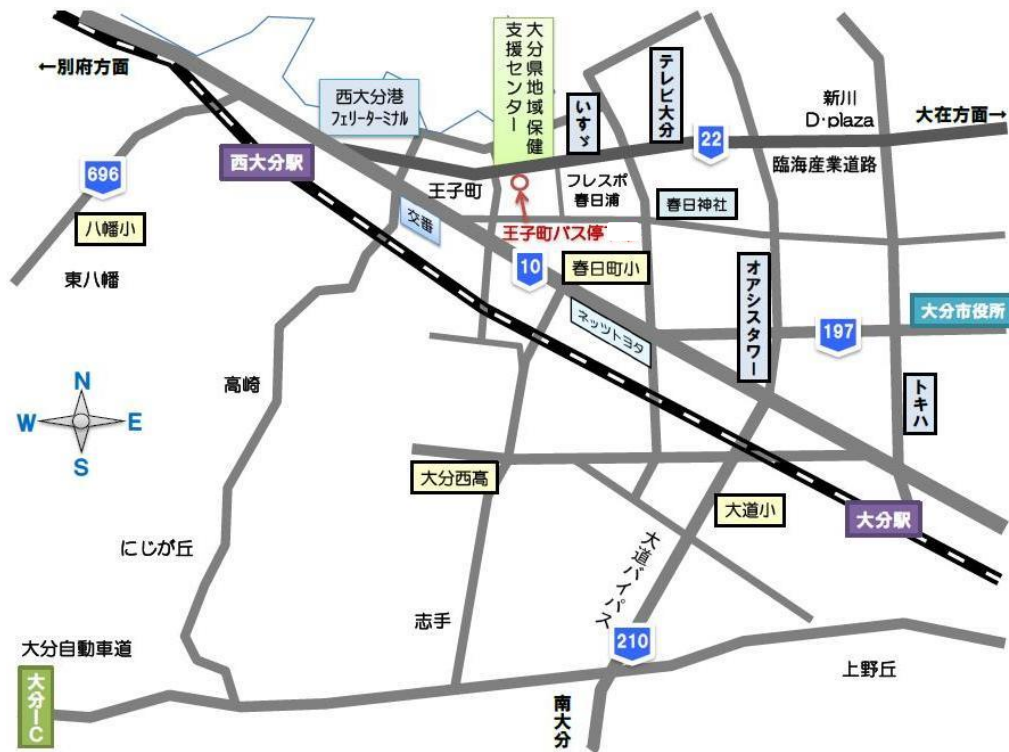 ←別府方面
西大分港
フェリーターミナル
大分県地域保健
支援センター
いすゞ
テレビ大分
22
新川
D・plaza
大在方面→
臨海産業道路
西大分駅
696
八幡小
東八幡
王子町
交番
フレスポ
春日浦
春日神社
王子町バス停
10
春日町小
ネッツトヨタ
オアシスタワー
197
大分市役所
トキハ
高崎
N
W
E
S
大分西高
大道小
大分駅
にじが丘
志手
大道バイパス
210
大分自動車道
大分IC
南大分
上野丘